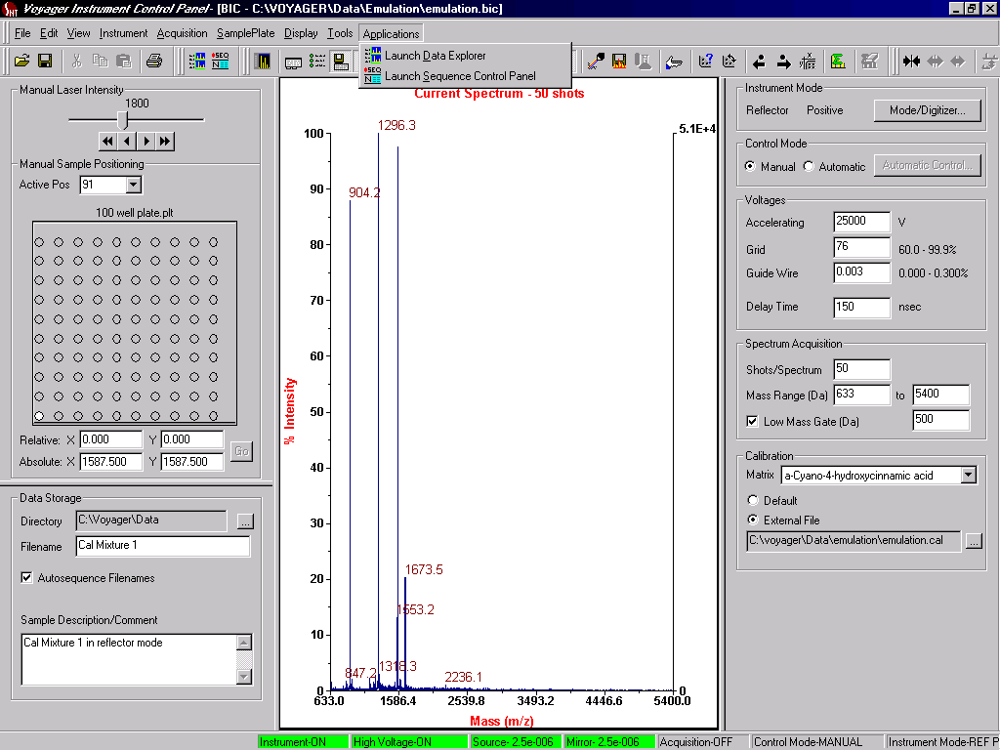 Voyager Instrument Control Panel - [BIC - C:\VOYAGER\Data\Emulation\emulation.bic]
File Edit View Instrument Acquisition SamplePlate Display Tools Applications
Launch Data Explorer
Launch Sequence Control Panel
Manual Laser Intensity
1800
Manual Sample Positioning
Active Pos 91
100 well plate.plt
Relative: X 0.000 Y 0.000
Absolute: X 1587.500 Y 1587.500
Go
Data Storage
Directory C:\Voyager\Data ...
Filename Cal Mixture 1
Autosequence Filenames
Sample Description/Comment
Cal Mixture 1 in reflector mode
Current Spectrum - 50 shots
5.1E+4
100
90
80
70
60
50
40
30
20
10
0
0
% Intensity
1296.3
904.2
1673.5
1553.2
1318.3
847.2
2236.1
633.0 1586.4 2539.8 3493.2 4446.6 5400.0
Mass (m/z)
Instrument Mode
Reflector Positive Mode/Digitizer...
Control Mode
Manual Automatic Automatic Control...
Voltages
Accelerating 25000 V
Grid 76 60.0 - 99.9%
Guide Wire 0.003 0.000 - 0.300%
Delay Time 150 nsec
Spectrum Acquisition
Shots/Spectrum 50
Mass Range (Da) 633 to 5400
Low Mass Gate (Da) 500
Calibration
Matrix a-Cyano-4-hydroxycinnamic acid
Default
External File
C:\voyager\Data\emulation\emulation.cal ...
Instrument-ON High Voltage-ON Source- 2.5e-006 Mirror- 2.5e-006 Acquisition-OFF Control Mode-MANUAL Instrument Mode-REF P